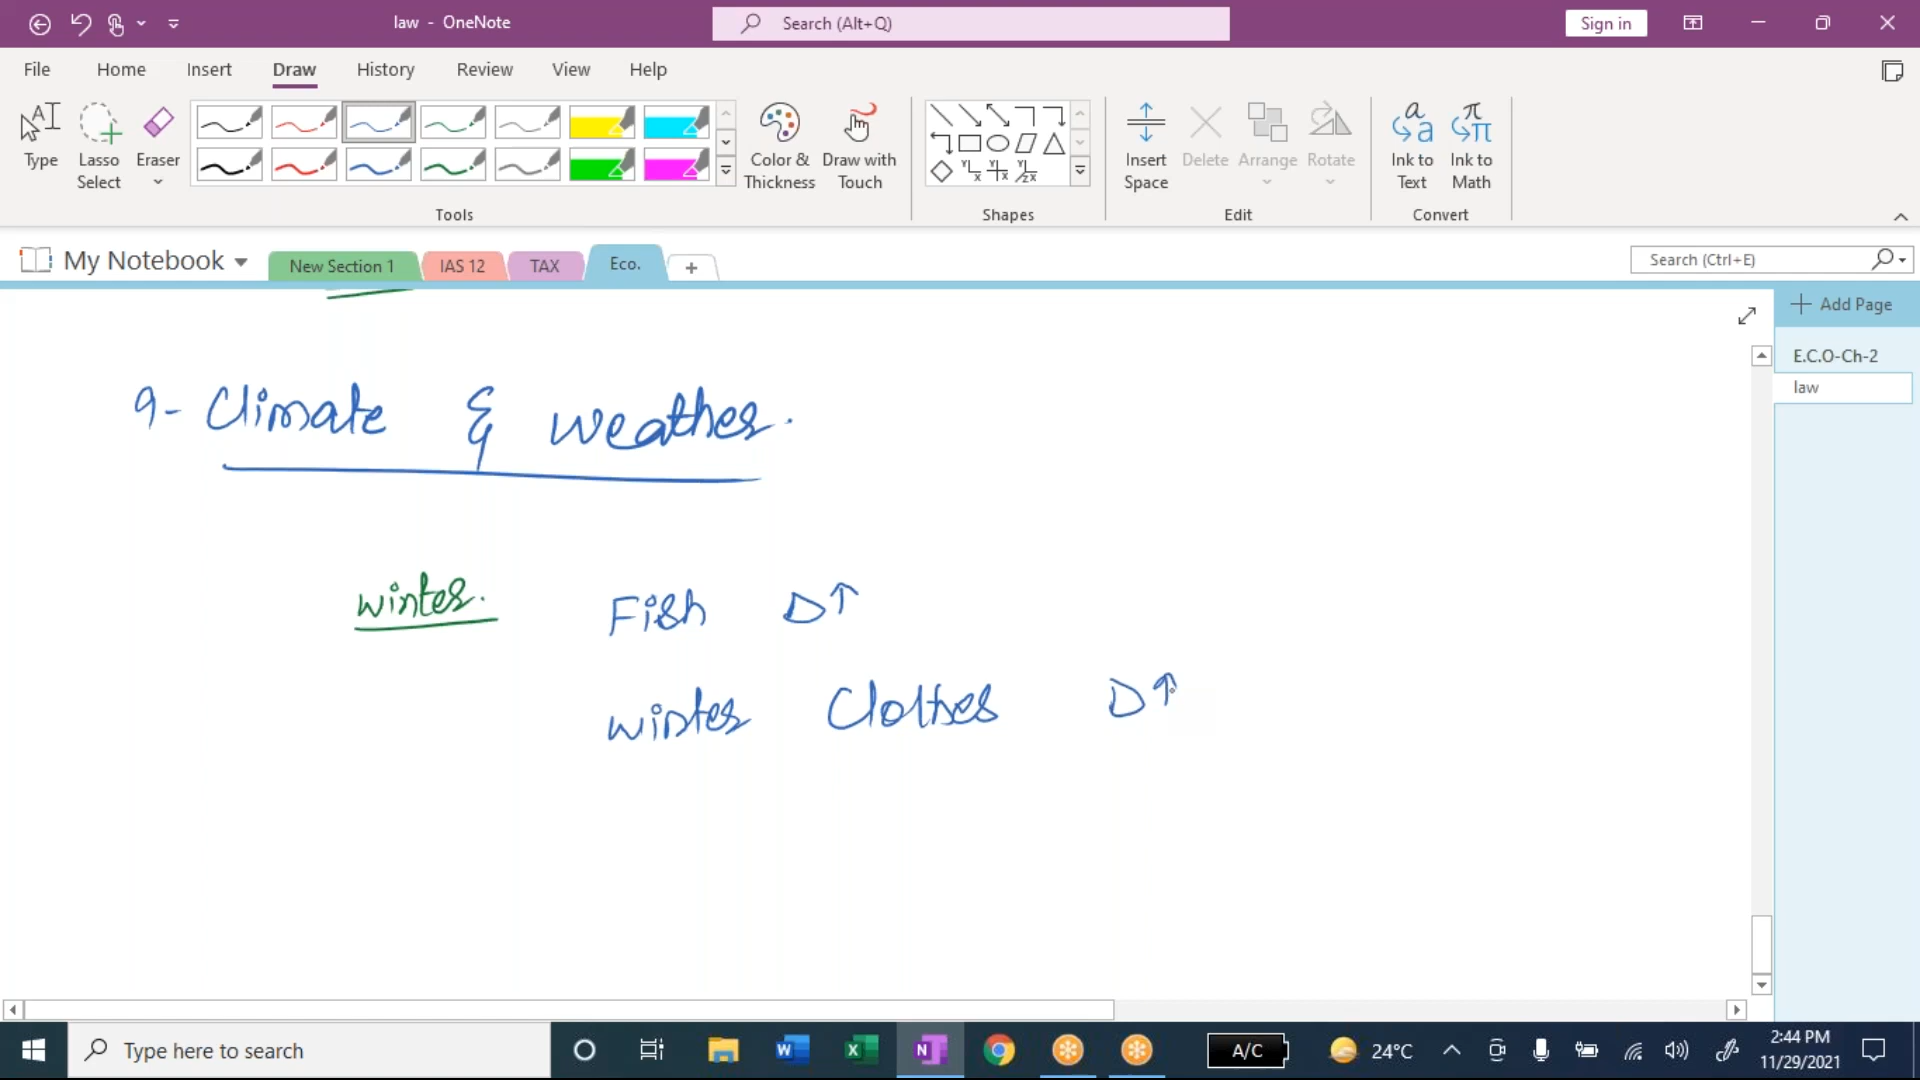 law - OneNote
Search (Alt+Q)
Sign in
File Home Insert Draw History Review View Help
Type
Lasso Select
Eraser
Color & Thickness
Draw with Touch
Insert Space
Delete
Arrange
Rotate
Ink to Text
Ink to Math
Tools
Shapes
Edit
Convert
My Notebook
New Section 1
IAS 12
TAX
Eco.
Search (Ctrl+E)
Add Page
E.C.O-Ch-2
law
9- Climate & weather.
winter. Fish D↑
winter Clothes D↑
Type here to search
A/C
24°C
2:44 PM
11/29/2021